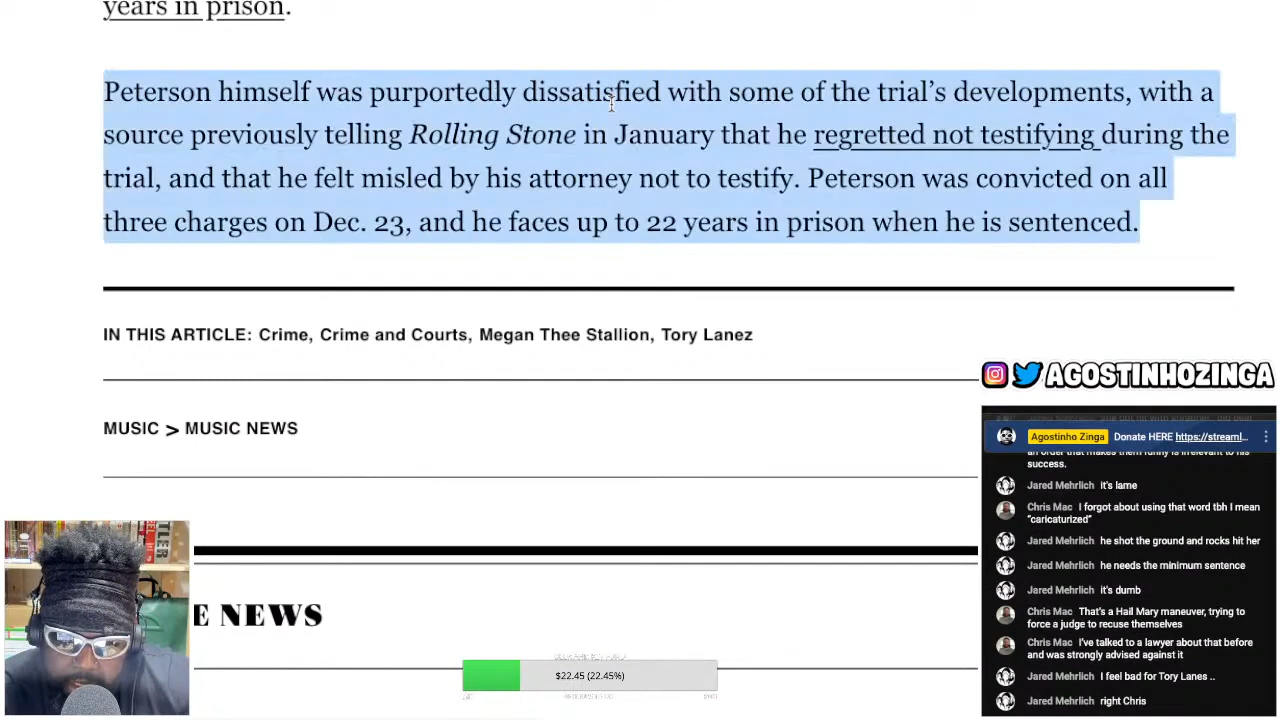 years in prison.
Peterson himself was purportedly dissatisfied with some of the trial's developments, with a
source previously telling Rolling Stone in January that he regretted not testifying during the
trial, and that he felt misled by his attorney not to testify. Peterson was convicted on all
three charges on Dec. 23, and he faces up to 22 years in prison when he is sentenced.
IN THIS ARTICLE: Crime, Crime and Courts, Megan Thee Stallion, Tory Lanez
MUSIC > MUSIC NEWS
E NEWS
$22.45 (22.45%)
AGOSTINHOZINGA
Agostinho Zinga Donate HERE https://streaml...
an order that makes them funny is irrelevant to his
success.
Jared Mehrlich it's lame
Chris Mac I forgot about using that word tbh I mean
“caricaturized”
Jared Mehrlich he shot the ground and rocks hit her
Jared Mehrlich he needs the minimum sentence
Jared Mehrlich it's dumb
Chris Mac That's a Hail Mary maneuver, trying to
force a judge to recuse themselves
Chris Mac I've talked to a lawyer about that before
and was strongly advised against it
Jared Mehrlich I feel bad for Tory Lanes ..
Jared Mehrlich right Chris